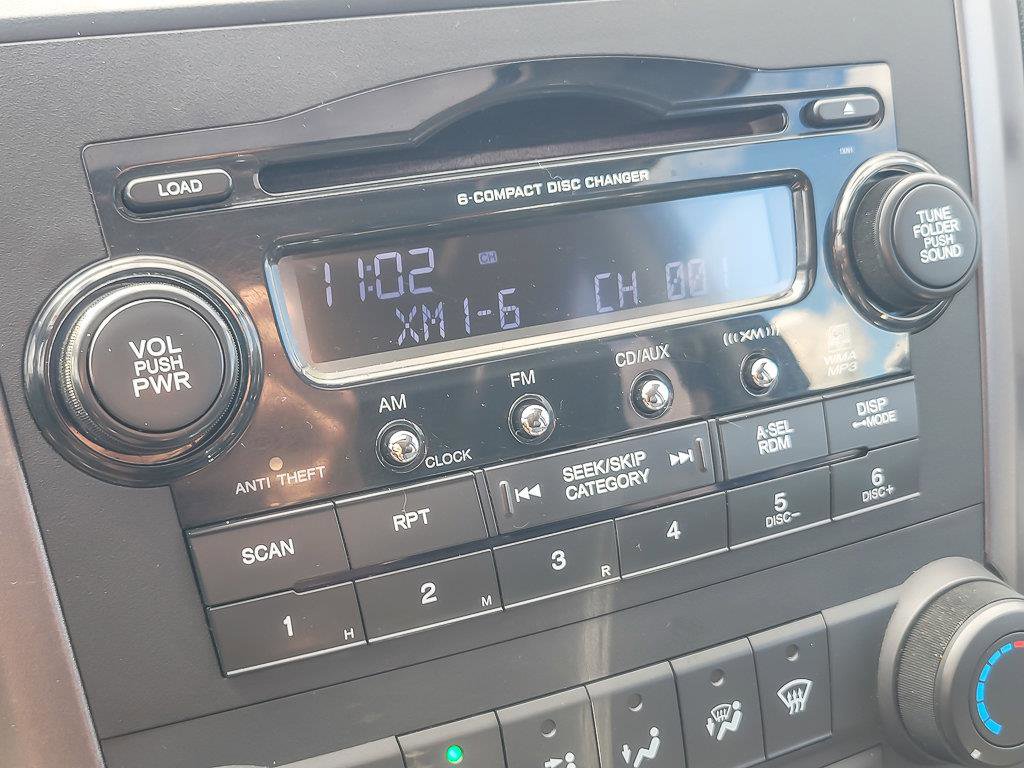 LOAD
6-COMPACT DISC CHANGER
TUNE
FOLDER
PUSH
SOUND
11:02 CH
XM1-6 CH 001
VOL
PUSH
PWR
AM
FM
CD/AUX
XM
WMA
MP3
CLOCK
ANTI THEFT
SCAN
RPT
SEEK/SKIP
CATEGORY
A.SEL
RDM
DISP
MODE
1 H
2 M
3 R
4
5
DISC−
6
DISC+